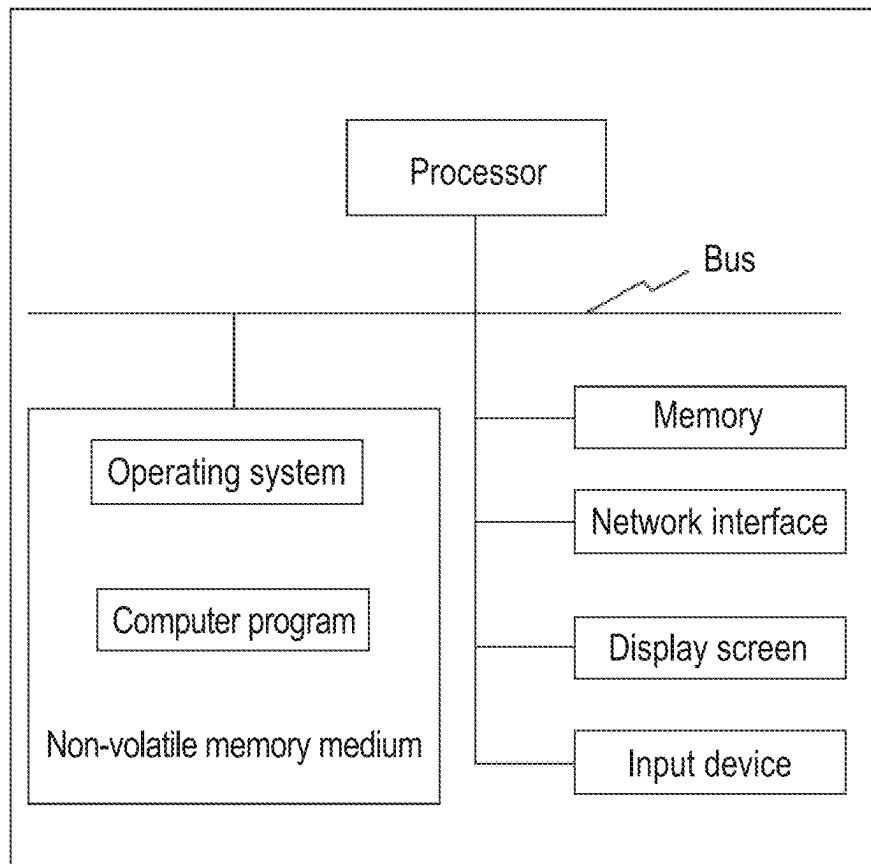 Processor
Bus
Operating system
Computer program
Non-volatile memory medium
Memory
Network interface
Display screen
Input device